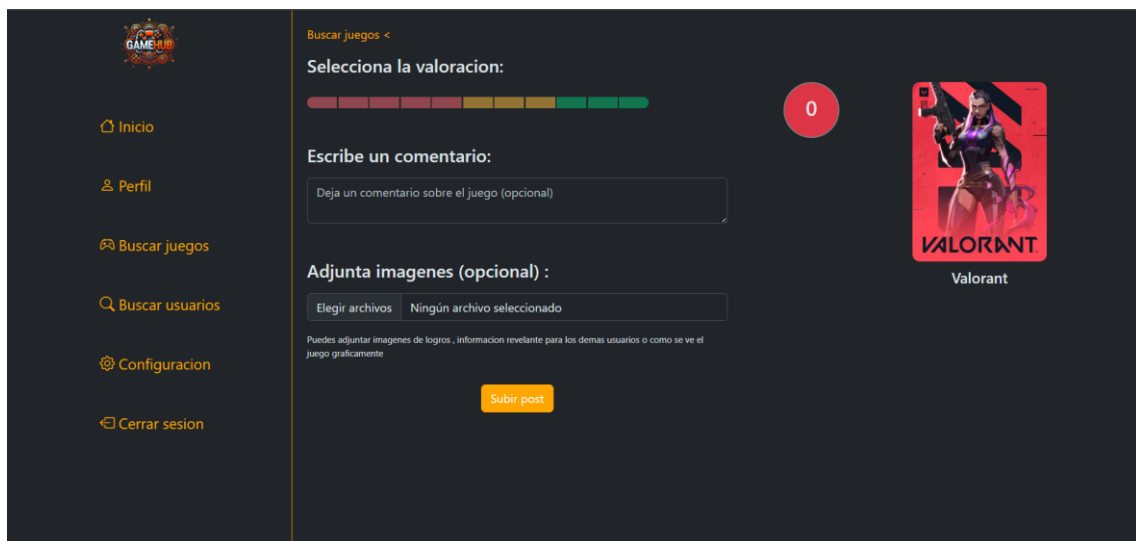 GAMEHUB
Inicio
Perfil
Buscar juegos
Buscar usuarios
Configuracion
Cerrar sesion
Buscar juegos <
Selecciona la valoracion:
0
Escribe un comentario:
Deja un comentario sobre el juego (opcional)
Adjunta imagenes (opcional) :
Elegir archivos Ningún archivo seleccionado
Puedes adjuntar imagenes de logros , informacion revelante para los demas usuarios o como se ve el
juego graficamente
Subir post
VALORANT
Valorant